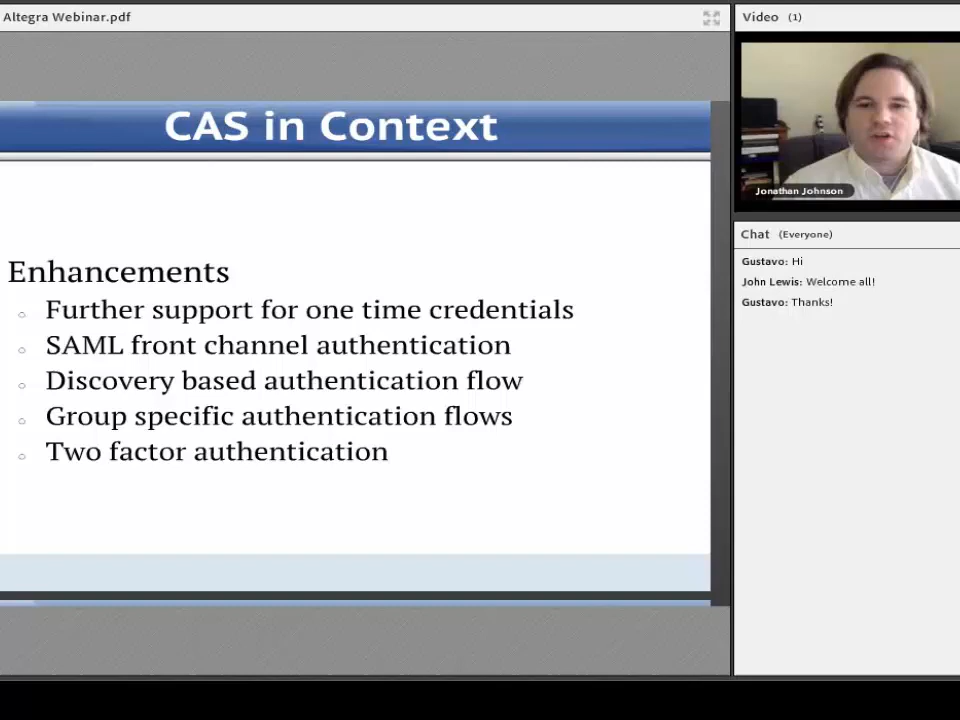 Altegra Webinar.pdf
CAS in Context
Enhancements
Further support for one time credentials
SAML front channel authentication
Discovery based authentication flow
Group specific authentication flows
Two factor authentication
Video (1)
Jonathan Johnson
Chat (Everyone)
Gustavo: Hi
John Lewis: Welcome all!
Gustavo: Thanks!